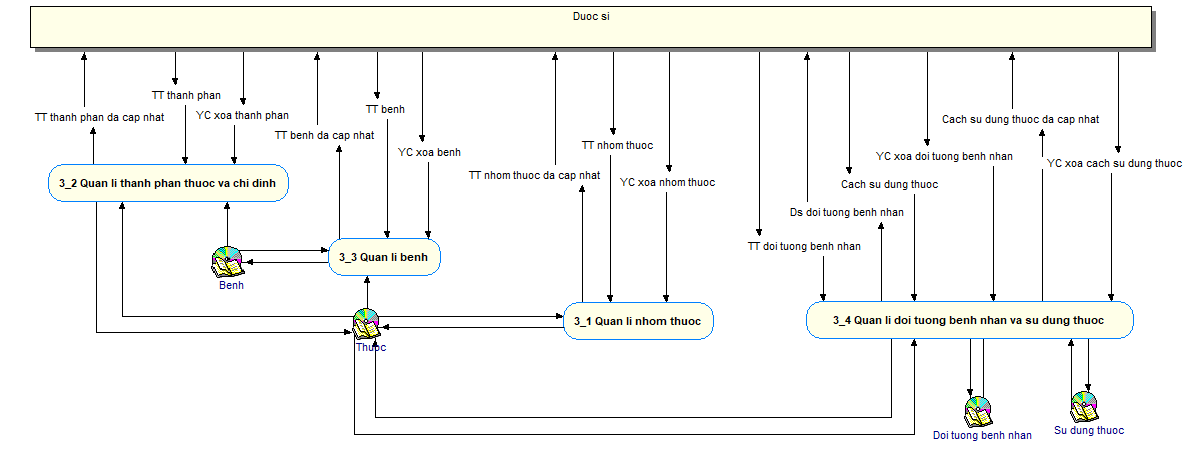 Duoc si
TT thanh phan
TT thanh phan da cap nhat
YC xoa thanh phan
TT benh
TT benh da cap nhat
YC xoa benh
TT nhom thuoc
TT nhom thuoc da cap nhat
YC xoa nhom thuoc
Cach su dung thuoc da cap nhat
YC xoa doi tuong benh nhan
YC xoa cach su dung thuoc
Cach su dung thuoc
Ds doi tuong benh nhan
TT doi tuong benh nhan
3_2 Quan li thanh phan thuoc va chi dinh
3_3 Quan li benh
Benh
3_1 Quan li nhom thuoc
3_4 Quan li doi tuong benh nhan va su dung thuoc
Thuoc
Doi tuong benh nhan
Su dung thuoc